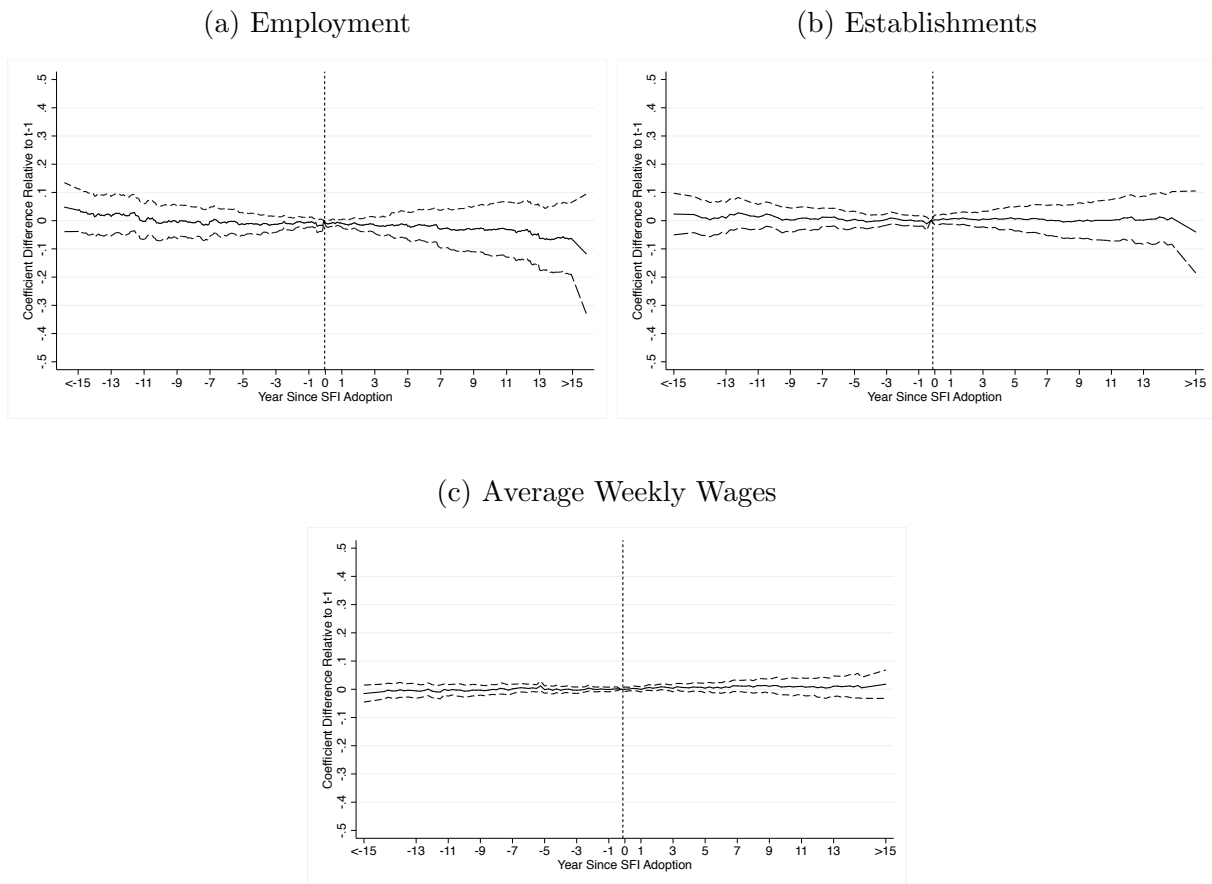 (a) Employment
Coefficient Difference Relative to t-1
.5
.4
.3
.2
.1
0
-.1
-.2
-.3
-.4
-.5
<-15 -13 -11 -9 -7 -5 -3 -1 0 1 3 5 7 9 11 13 >15
Year Since SFI Adoption
(b) Establishments
Coefficient Difference Relative to t-1
.5
.4
.3
.2
.1
0
-.1
-.2
-.3
-.4
-.5
<-15 -13 -11 -9 -7 -5 -3 -1 0 1 3 5 7 9 11 13 >15
Year Since SFI Adoption
(c) Average Weekly Wages
Coefficient Difference Relative to t-1
.5
.4
.3
.2
.1
0
-.1
-.2
-.3
-.4
-.5
<-15 -13 -11 -9 -7 -5 -3 -1 0 1 3 5 7 9 11 13 >15
Year Since SFI Adoption